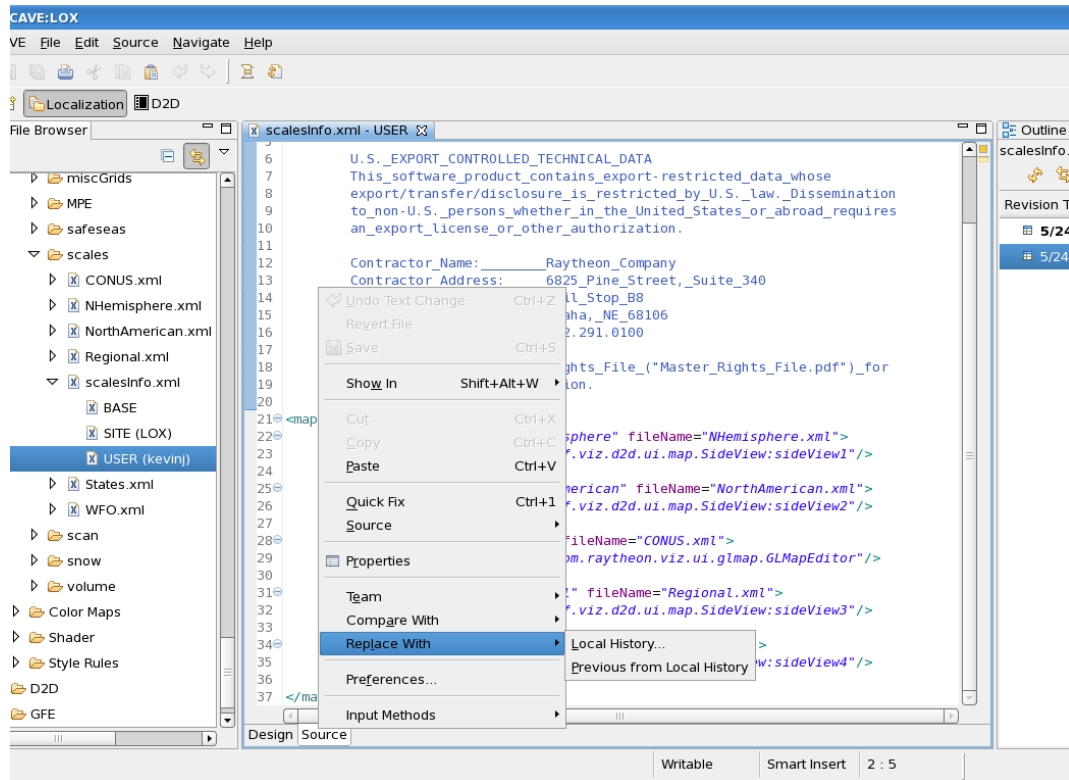 CAVE:LOX
VE File Edit Source Navigate Help
Localization D2D
File Browser
miscGrids
MPE
safeseas
scales
CONUS.xml
NHemisphere.xml
NorthAmerican.xml
Regional.xml
scalesInfo.xml
BASE
SITE (LOX)
USER (kevinj)
States.xml
WFO.xml
scan
snow
volume
Color Maps
Shader
Style Rules
D2D
GFE
scalesInfo.xml - USER
6 U.S._EXPORT_CONTROLLED_TECHNICAL_DATA
7 This_software_product_contains_export-restricted_data_whose
8 export/transfer/disclosure_is_restricted_by_U.S._law._Dissemination
9 to_non-U.S._persons_whether_in_the_United_States_or_abroad_requires
10 an_export_license_or_other_authorization.
11
12 Contractor_Name:________Raytheon_Company
13 Contractor Address: 6825_Pine_Street,_Suite_340
14 il_Stop_B8
15 aha,_NE_68106
16 2.291.0100
17
18 ghts_File_("Master_Rights_File.pdf")_for
19 ion.
20
21 <map
22 sphere" fileName="NHemisphere.xml">
23 f.viz.d2d.ui.map.SideView:sideView1"/>
24
25 merican" fileName="NorthAmerican.xml">
26 f.viz.d2d.ui.map.SideView:sideView2"/>
27
28 fileName="CONUS.xml">
29 om.raytheon.viz.ui.glmap.GLMapEditor"/>
30
31 l" fileName="Regional.xml">
32 f.viz.d2d.ui.map.SideView:sideView3"/>
33
34 >
35 ew:sideView4"/>
36
37 </ma
Undo Text Change Ctrl+Z
Revert File
Save Ctrl+S
Show In Shift+Alt+W
Cut Ctrl+X
Copy Ctrl+C
Paste Ctrl+V
Quick Fix Ctrl+1
Source
Properties
Team
Compare With
Replace With
Preferences...
Input Methods
Local History...
Previous from Local History
Design Source
Outline
scalesInfo.
Revision T
5/24
5/24
Writable Smart Insert 2 : 5